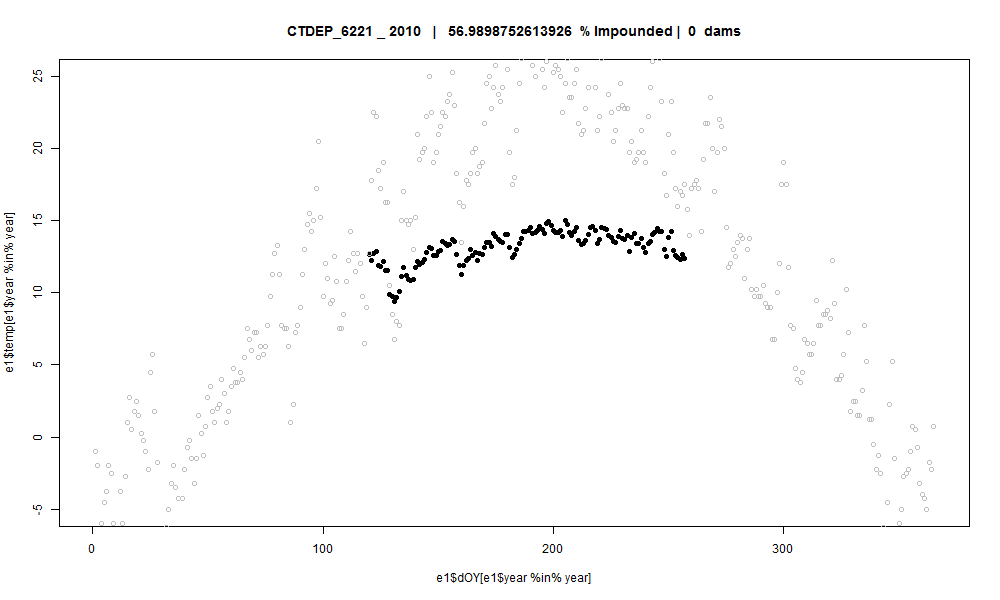 CTDEP_6221 _ 2010 | 56.9898752613926 % Impounded | 0 dams
e1$temp[e1$year %in% year]
25
20
15
10
5
0
-5
0 100 200 300
e1$dOY[e1$year %in% year]